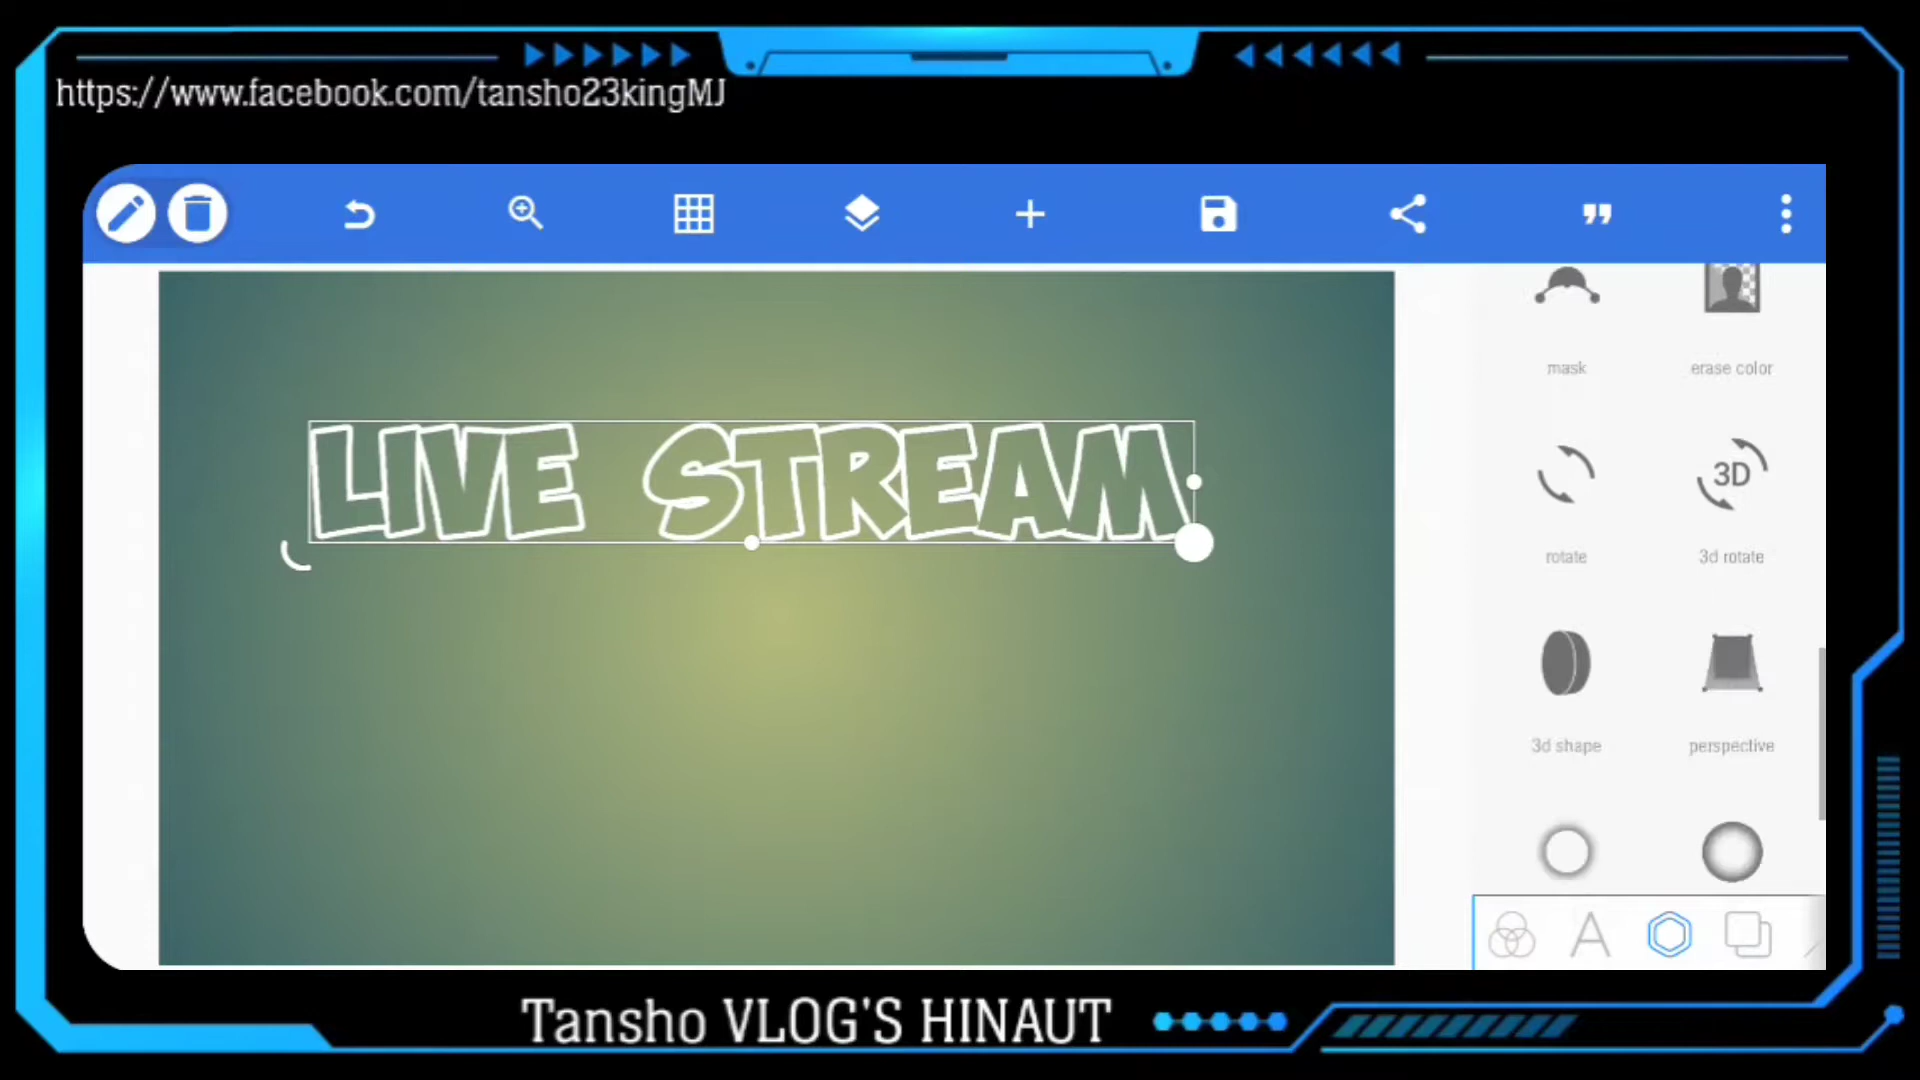 https://www.facebook.com/tansho23kingMJ
LIVE STREAM
mask
erase color
3D
rotate
3d rotate
3d shape
perspective
A
Tansho VLOG'S HINAUT